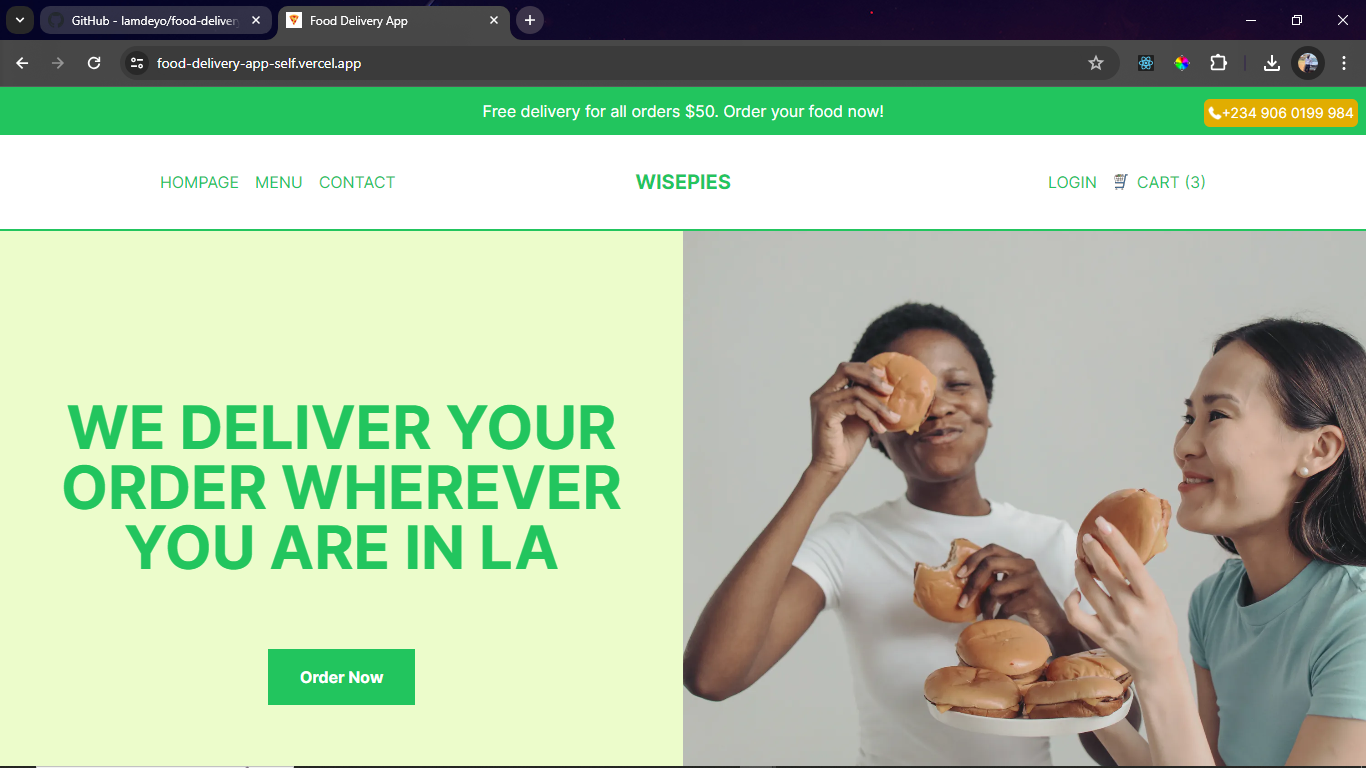 GitHub - Iamdeyo/food-deliver
Food Delivery App
food-delivery-app-self.vercel.app
Free delivery for all orders $50. Order your food now!
+234 906 0199 984
HOMPAGE MENU CONTACT
WISEPIES
LOGIN CART (3)
WE DELIVER YOUR
ORDER WHEREVER
YOU ARE IN LA
Order Now